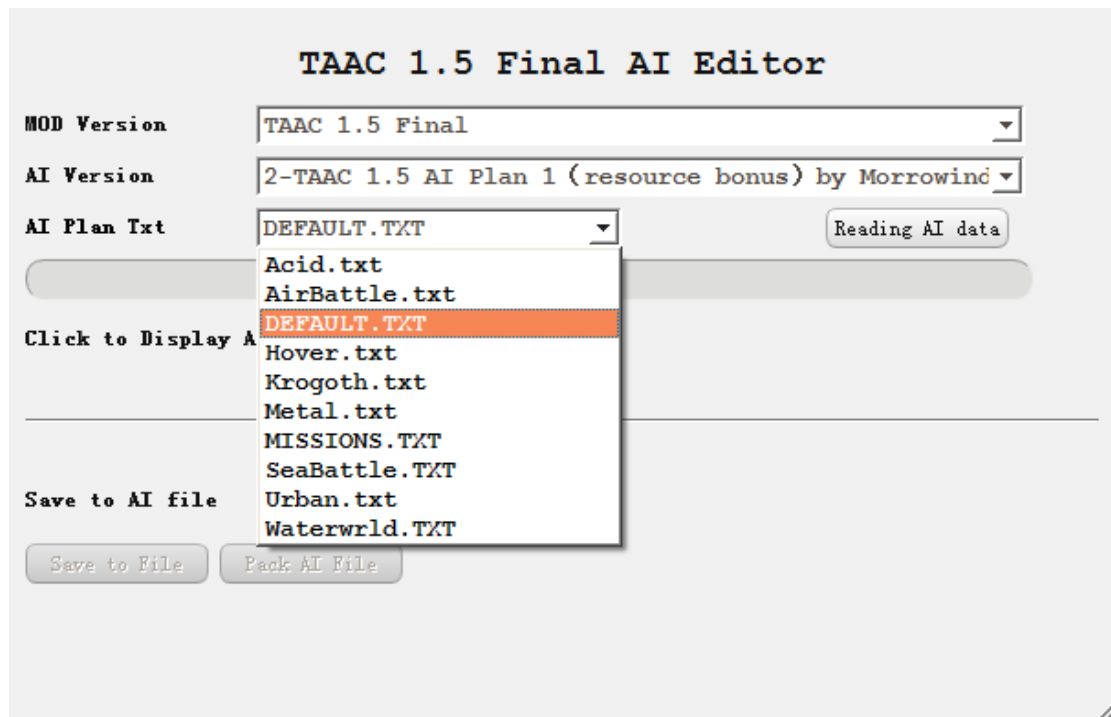 TAAC 1.5 Final AI Editor
MOD Version
TAAC 1.5 Final
AI Version
2-TAAC 1.5 AI Plan 1（resource bonus）by Morrowind
AI Plan Txt
DEFAULT.TXT
Reading AI data
Acid.txt
AirBattle.txt
DEFAULT.TXT
Hover.txt
Krogoth.txt
Metal.txt
MISSIONS.TXT
SeaBattle.TXT
Urban.txt
Waterwrld.TXT
Click to Display A
Save to AI file
Save to File
Pack AI File